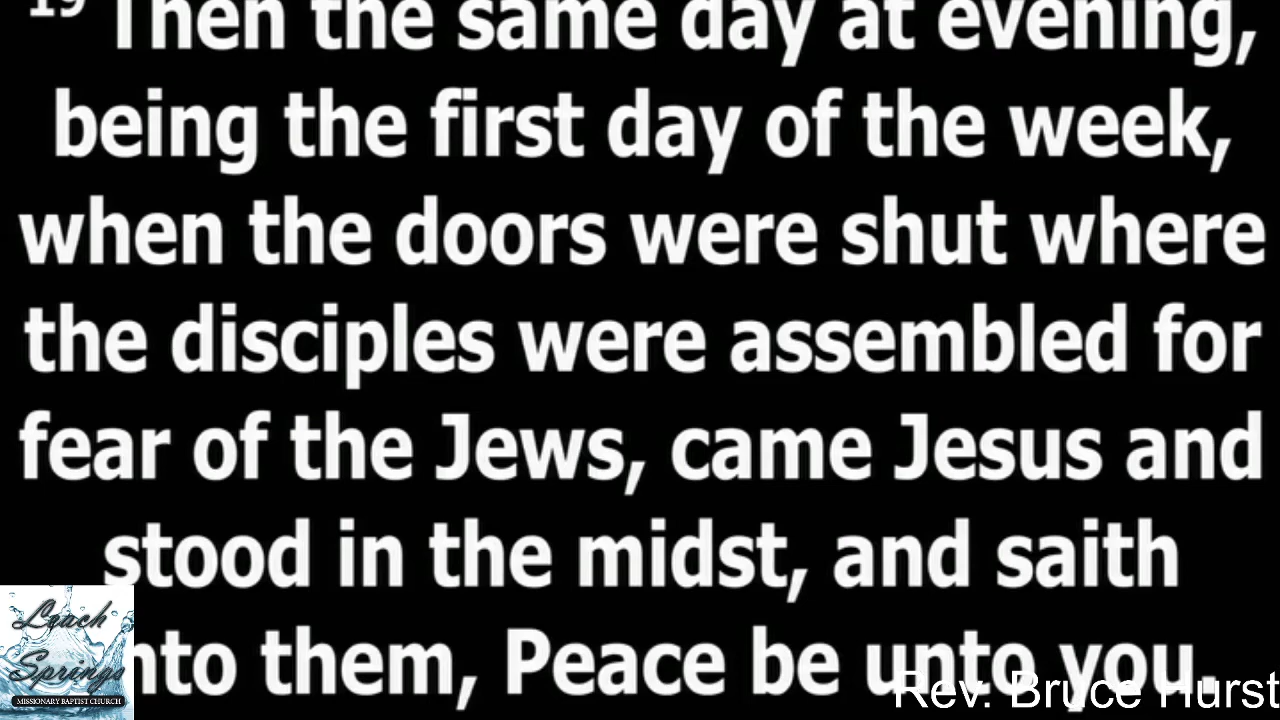 19 Then the same day at evening,
being the first day of the week,
when the doors were shut where
the disciples were assembled for
fear of the Jews, came Jesus and
stood in the midst, and saith
nto them, Peace be unto you.
Rev. Bruce Hurst
Leach
Springs
MISSIONARY BAPTIST CHURCH